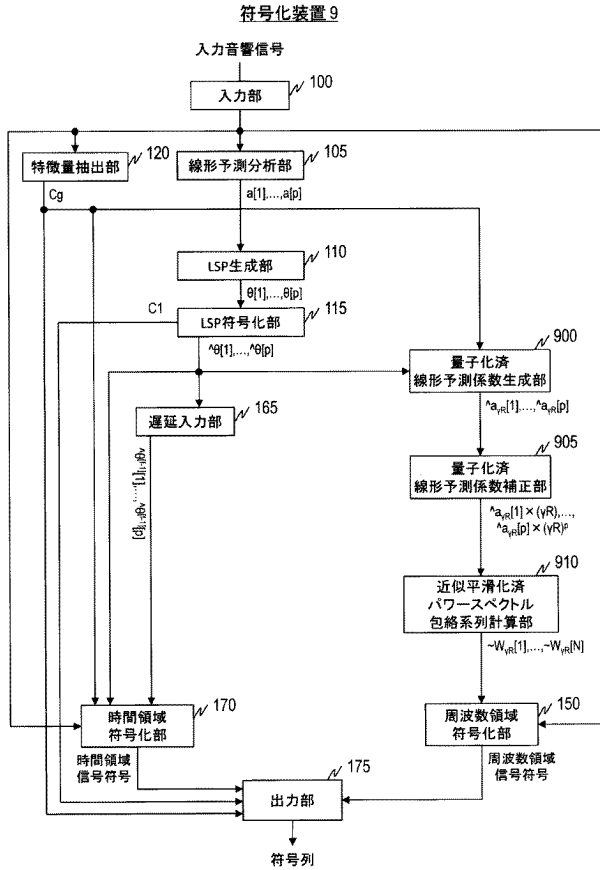 符号化装置9
入力音響信号
100
入力部
120
特徴量抽出部
105
線形予測分析部
Cg
a[1],...,a[p]
110
LSP生成部
θ[1],...,θ[p]
C1
115
LSP符号化部
^θ[1],...,^θ[p]
900
量子化済
線形予測係数生成部
^aγR[1],...,^aγR[p]
165
遅延入力部
905
量子化済
線形予測係数補正部
^aγR[1]×(γR),...,
^aγR[p]×(γR)p
910
近似平滑化済
パワースペクトル
包絡系列計算部
~WγR[1],...,~WγR[N]
170
時間領域
符号化部
150
周波数領域
符号化部
時間領域
信号符号
175
出力部
周波数領域
信号符号
符号列